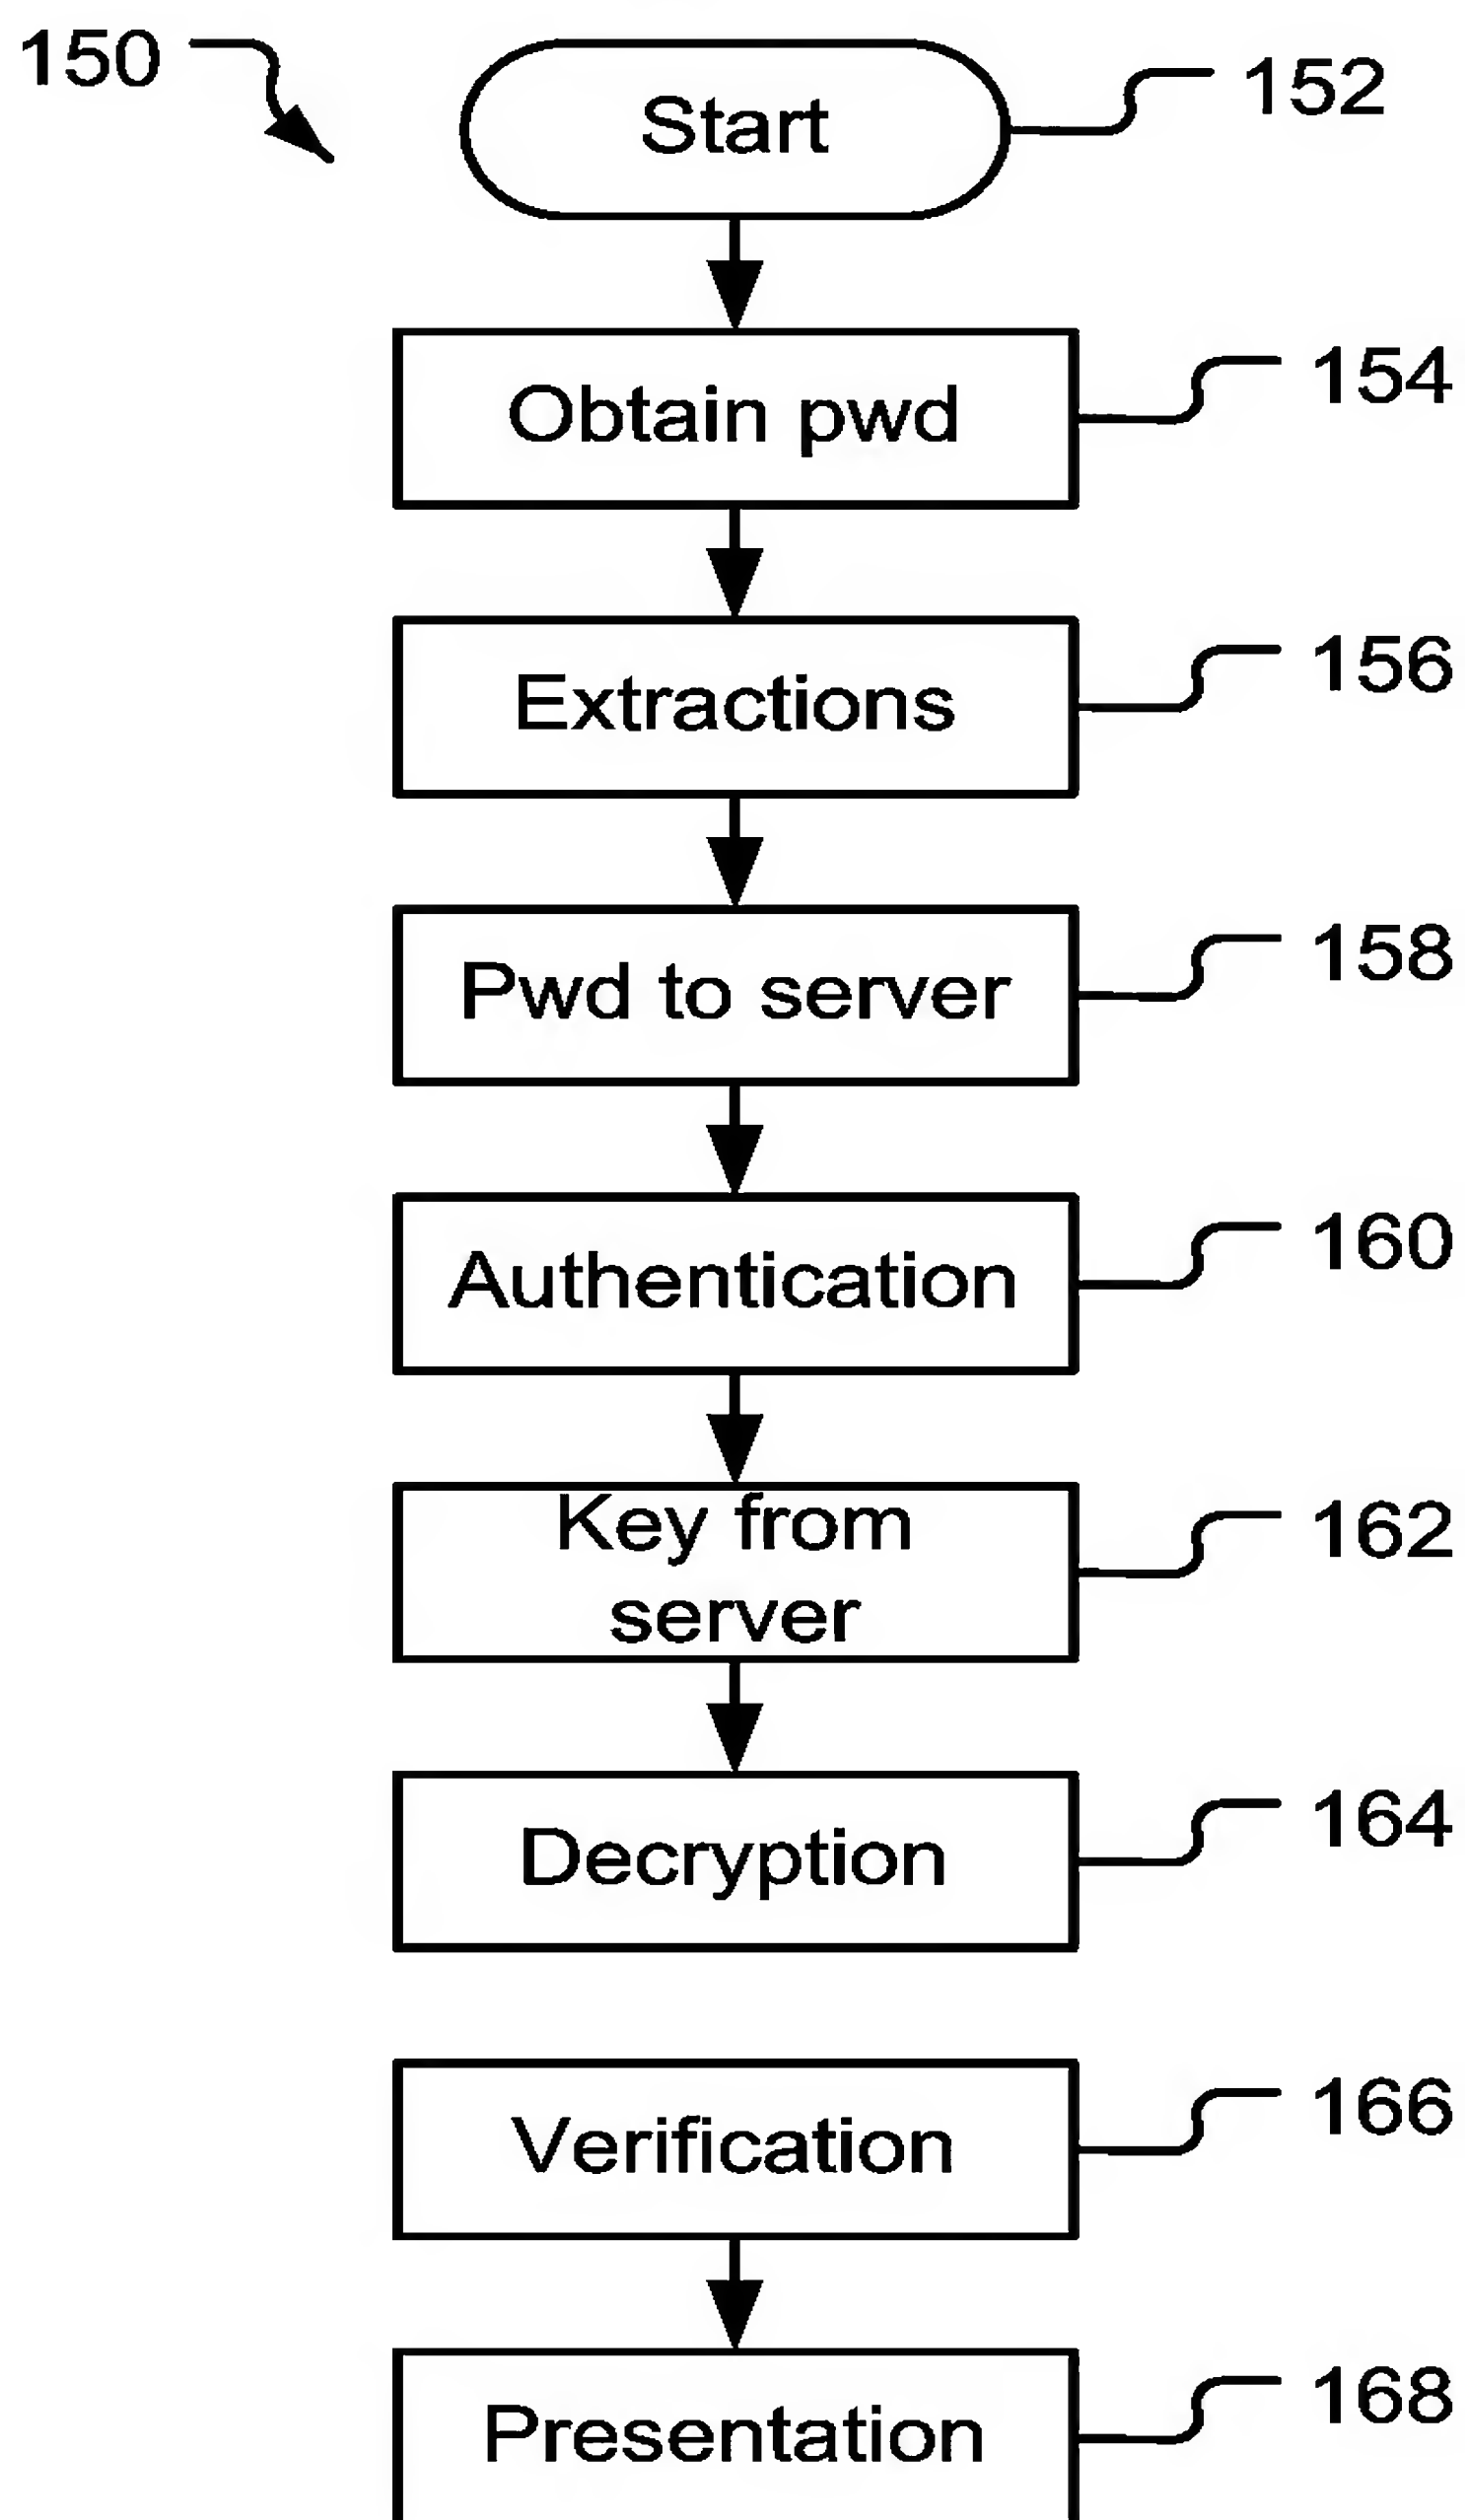 150
Start
152
Obtain pwd
154
Extractions
156
Pwd to server
158
Authentication
160
Key from
server
162
Decryption
164
Verification
166
Presentation
168